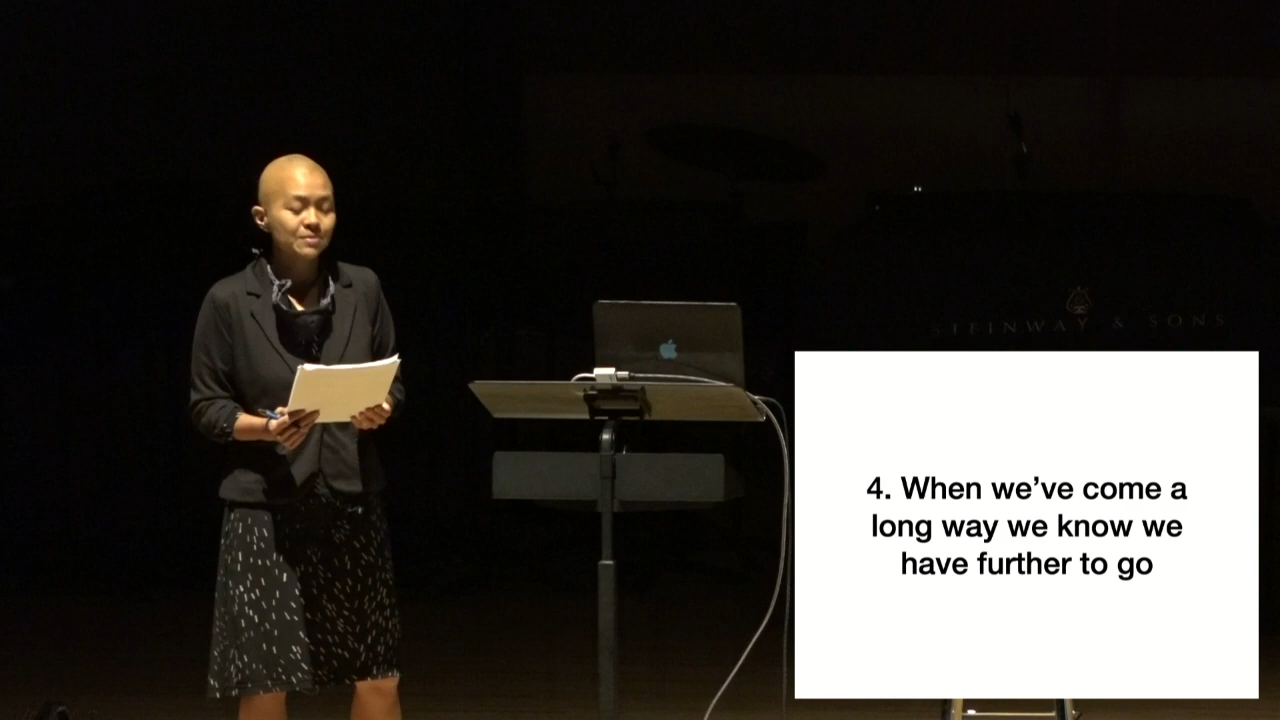 STEINWAY & SONS
4. When we’ve come a
long way we know we
have further to go